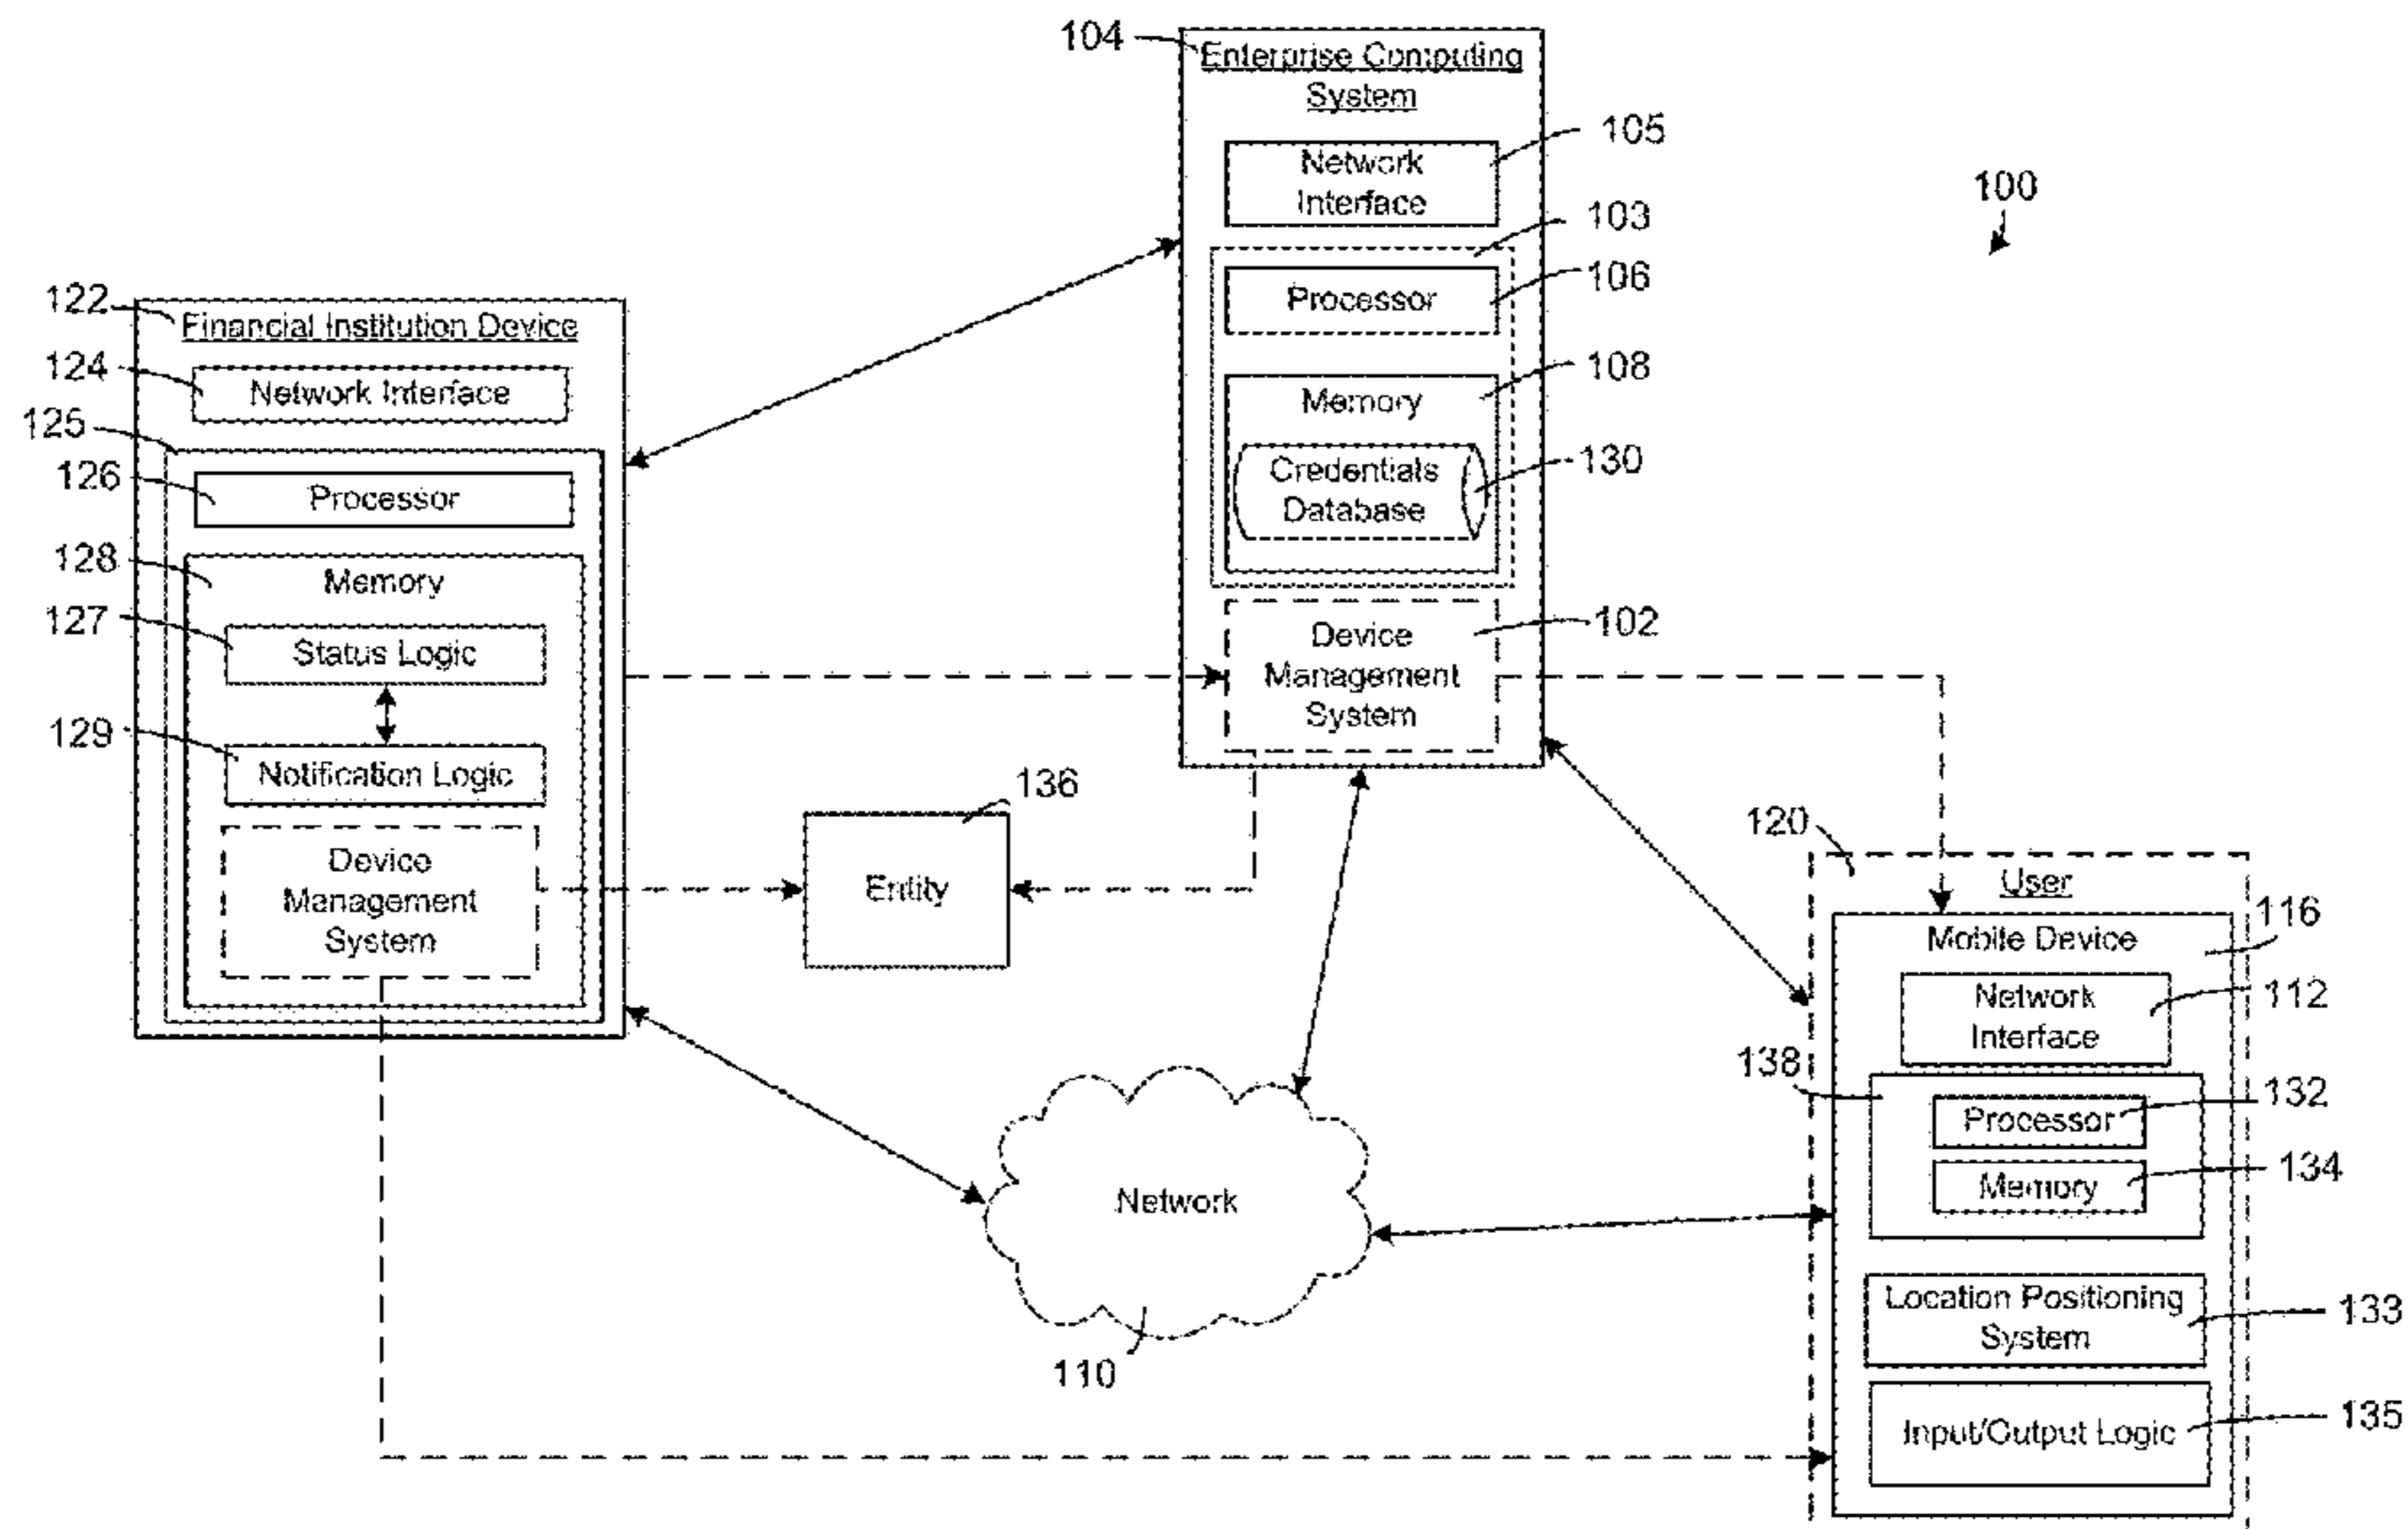 104
Enterprise Computing
System
105
Network
Interface
103
106
Processor
108
Memory
130
Credentials
Database
102
Device
Management
System
100
122
Financial Institution Device
124
Network Interface
125
126
Processor
128
Memory
127
Status Logic
129
Notification Logic
Device
Management
System
136
Entity
120
User
116
Mobile Device
112
Network
Interface
138
132
Processor
134
Memory
Location Positioning
System
133
Input/Output Logic
135
Network
110